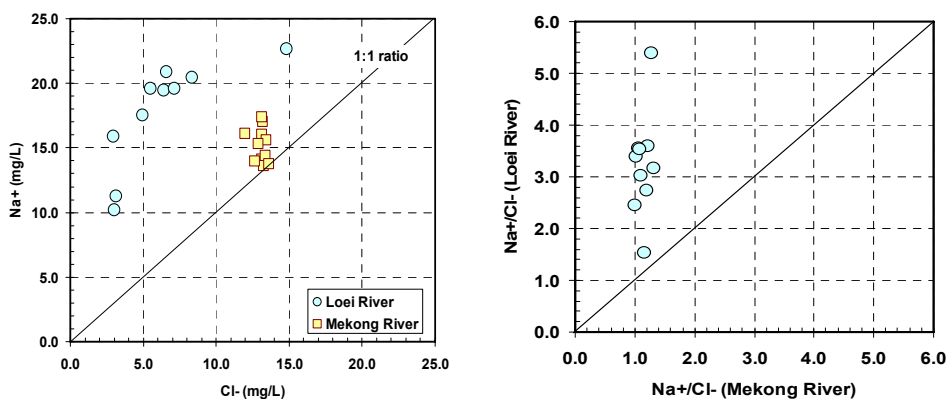 25.0
20.0
15.0
10.0
5.0
0.0
Na+ (mg/L)
1:1 ratio
Loei River
Mekong River
0.0 5.0 10.0 15.0 20.0 25.0
Cl- (mg/L)
6.0
5.0
4.0
3.0
2.0
1.0
0.0
Na+/Cl- (Loei River)
0.0 1.0 2.0 3.0 4.0 5.0 6.0
Na+/Cl- (Mekong River)